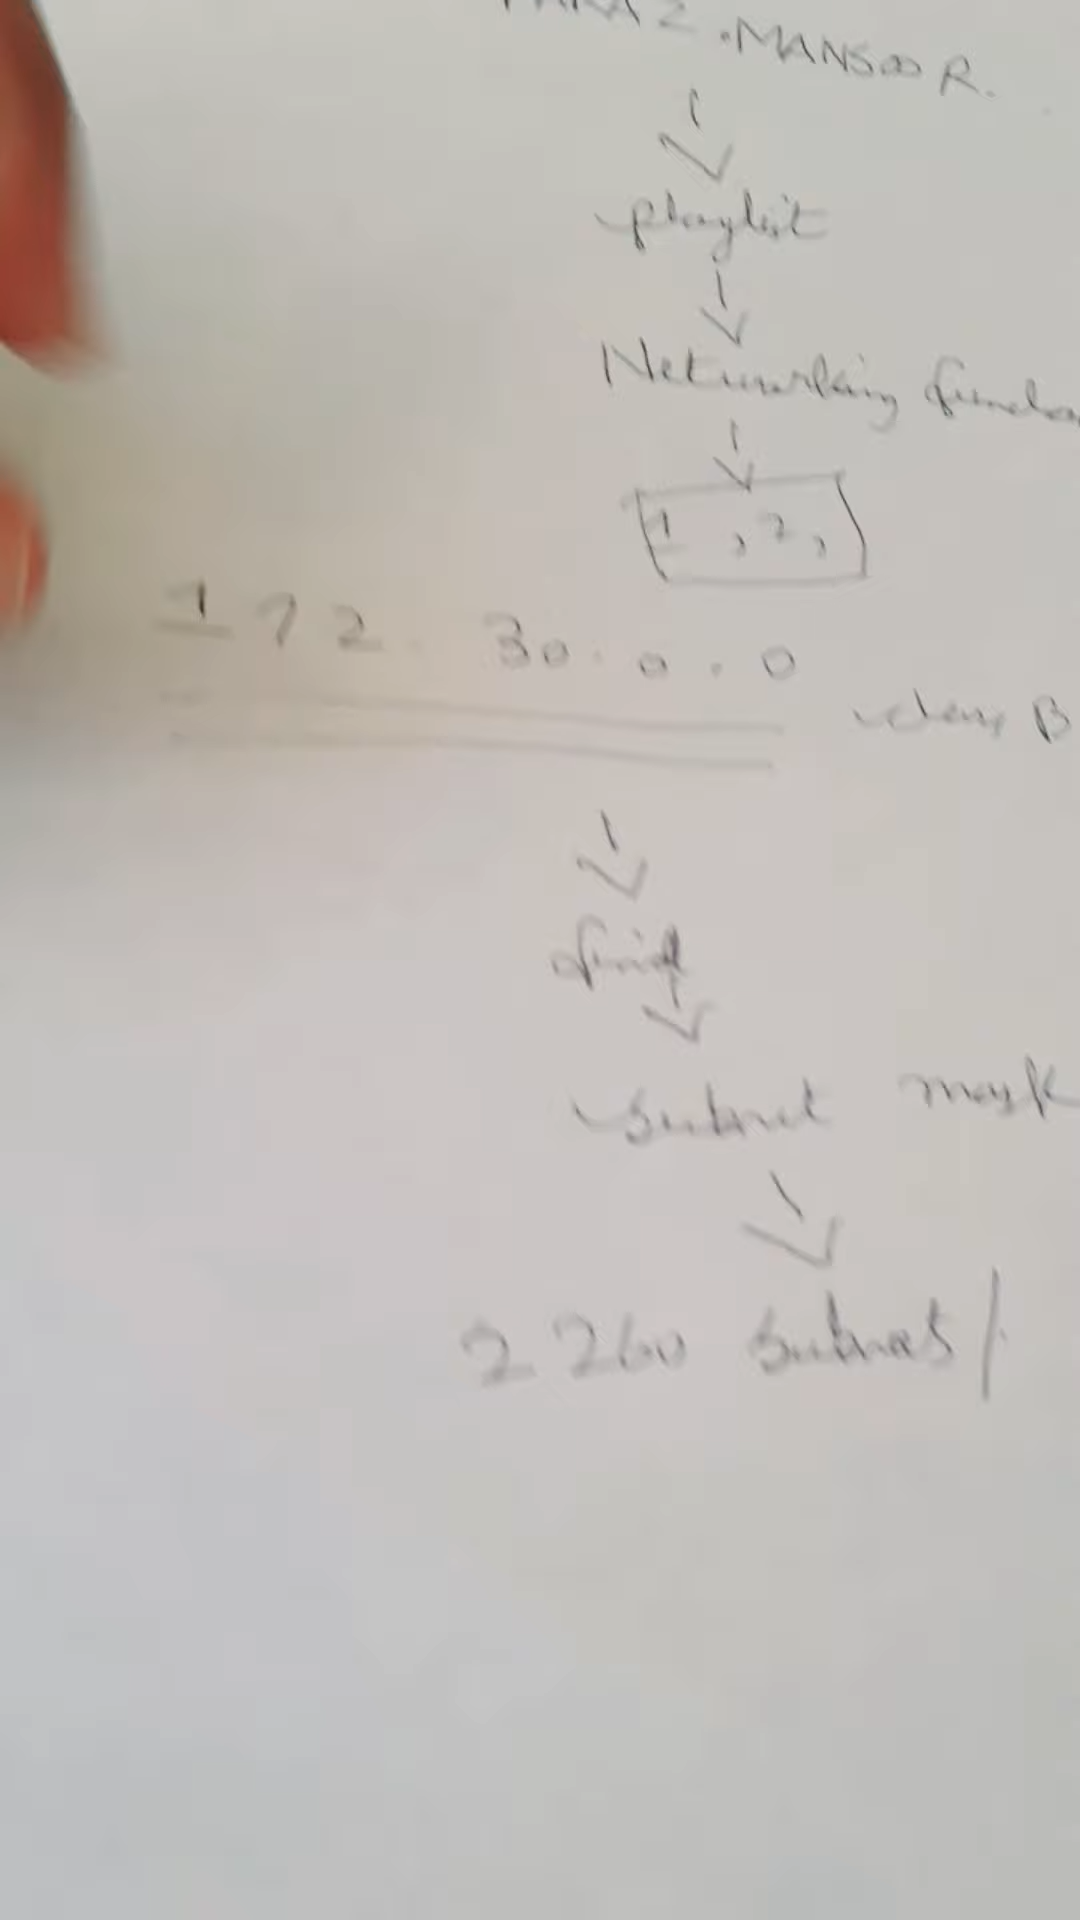 .MANSOOR.
playlist
Networking
1, 2,
172. 30. 0. 0
class B
find
subnet mask
2260 subnets/